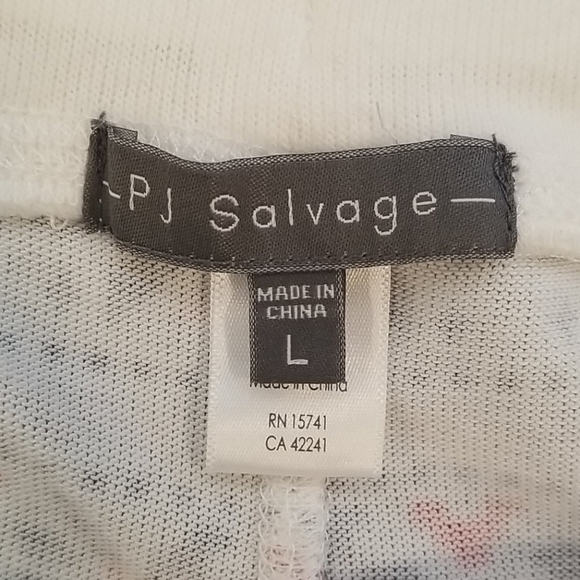 —PJ Salvage—
MADE IN
CHINA
L
Made in China
RN 15741
CA 42241